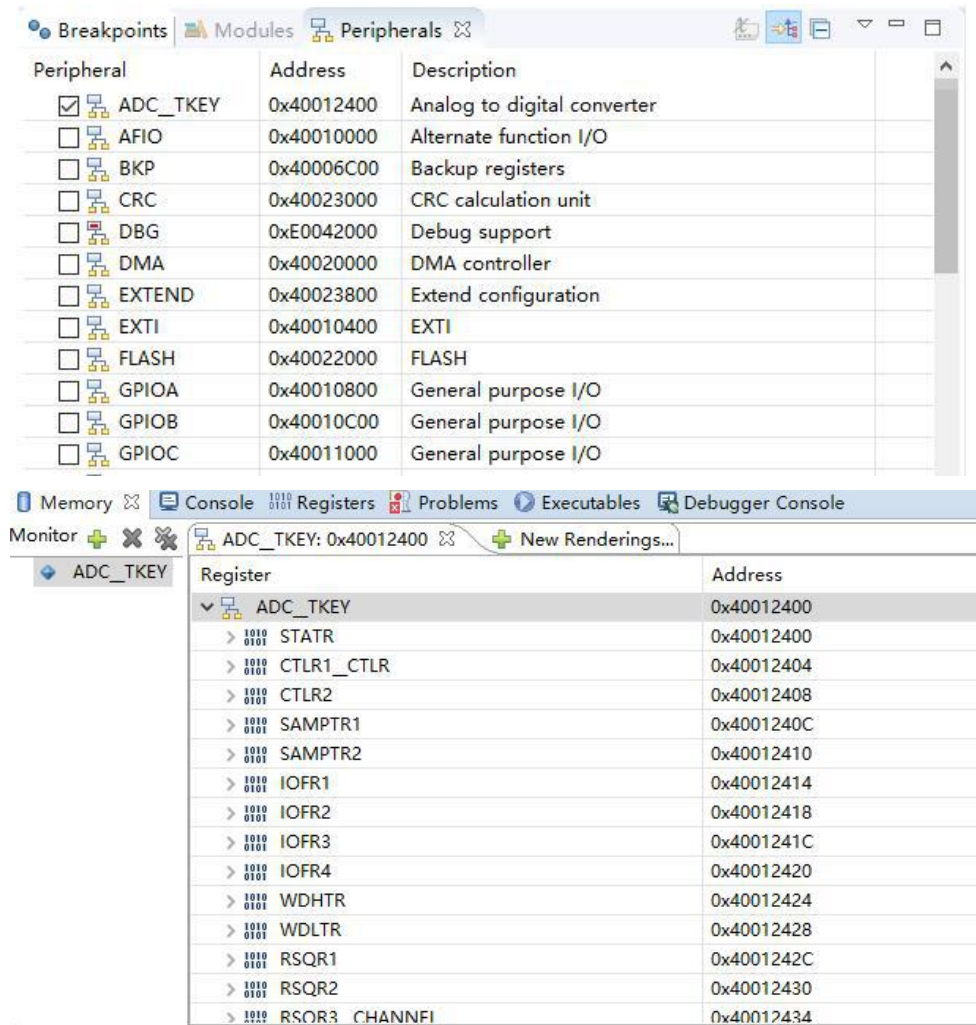 Breakpoints Modules Peripherals
Peripheral Address Description
ADC_TKEY 0x40012400 Analog to digital converter
AFIO 0x40010000 Alternate function I/O
BKP 0x40006C00 Backup registers
CRC 0x40023000 CRC calculation unit
DBG 0xE0042000 Debug support
DMA 0x40020000 DMA controller
EXTEND 0x40023800 Extend configuration
EXTI 0x40010400 EXTI
FLASH 0x40022000 FLASH
GPIOA 0x40010800 General purpose I/O
GPIOB 0x40010C00 General purpose I/O
GPIOC 0x40011000 General purpose I/O
Memory Console Registers Problems Executables Debugger Console
Monitor ADC_TKEY: 0x40012400 New Renderings...
ADC_TKEY Register Address
ADC_TKEY 0x40012400
STATR 0x40012400
CTLR1_CTLR 0x40012404
CTLR2 0x40012408
SAMPTR1 0x4001240C
SAMPTR2 0x40012410
IOFR1 0x40012414
IOFR2 0x40012418
IOFR3 0x4001241C
IOFR4 0x40012420
WDHTR 0x40012424
WDLTR 0x40012428
RSQR1 0x4001242C
RSQR2 0x40012430
RSQR3_CHANNEL 0x40012434